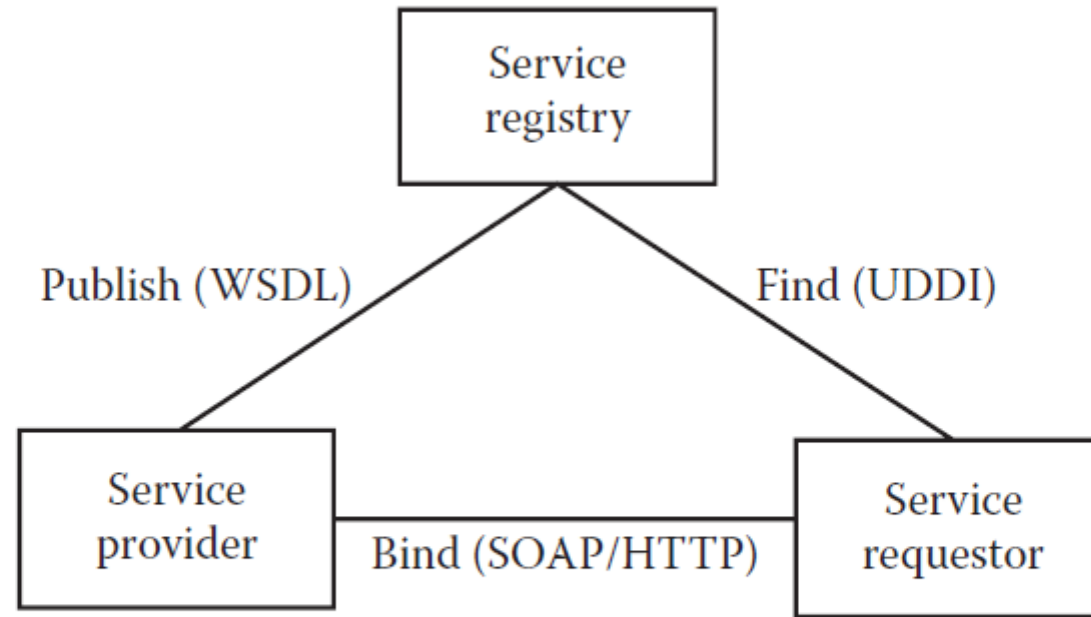 Service
registry
Publish (WSDL)
Find (UDDI)
Service
provider
Bind (SOAP/HTTP)
Service
requestor